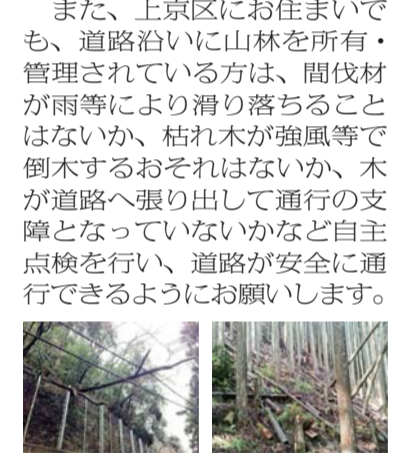 また、上京区にお住まいで
も、道路沿いに山林を所有・
管理されている方は、間伐材
が雨等により滑り落ちること
はないか、枯れ木が強風等で
倒木するおそれはないか、木
が道路へ張り出して通行の支
障となっていないかなど自主
点検を行い、道路が安全に通
行できるようにお願いします。